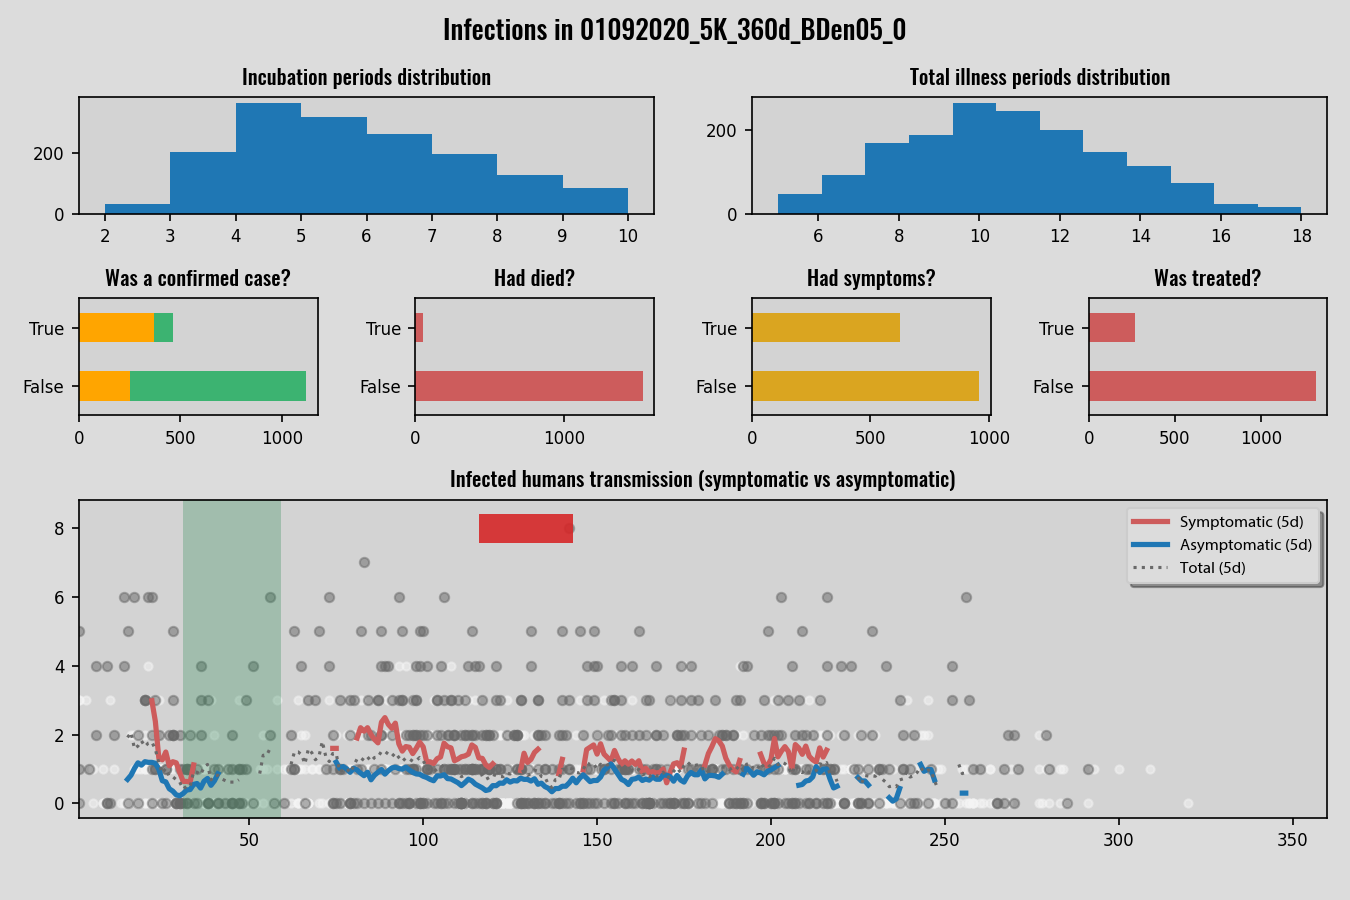 Infections in 01092020_5K_360d_BDen05_0
Incubation periods distribution
Total illness periods distribution
200
0
2 3 4 5 6 7 8 9 10
200
0
6 8 10 12 14 16 18
Was a confirmed case?
Had died?
Had symptoms?
Was treated?
True
False
0 500 1000
True
False
0 1000
True
False
0 500 1000
True
False
0 500 1000
Infected humans transmission (symptomatic vs asymptomatic)
8
6
4
2
0
Symptomatic (5d)
Asymptomatic (5d)
Total (5d)
50 100 150 200 250 300 350